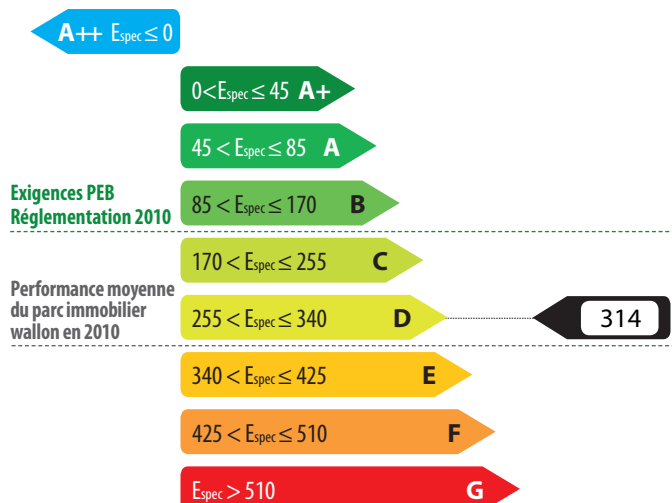 A++ Espec ≤ 0
0<Espec ≤ 45 A+
45 < Espec ≤ 85 A
Exigences PEB
Réglementation 2010
85 < Espec ≤ 170 B
170 < Espec ≤ 255 C
Performance moyenne
du parc immobilier
wallon en 2010
255 < Espec ≤ 340 D
314
340 < Espec ≤ 425 E
425 < Espec ≤ 510 F
Espec > 510 G